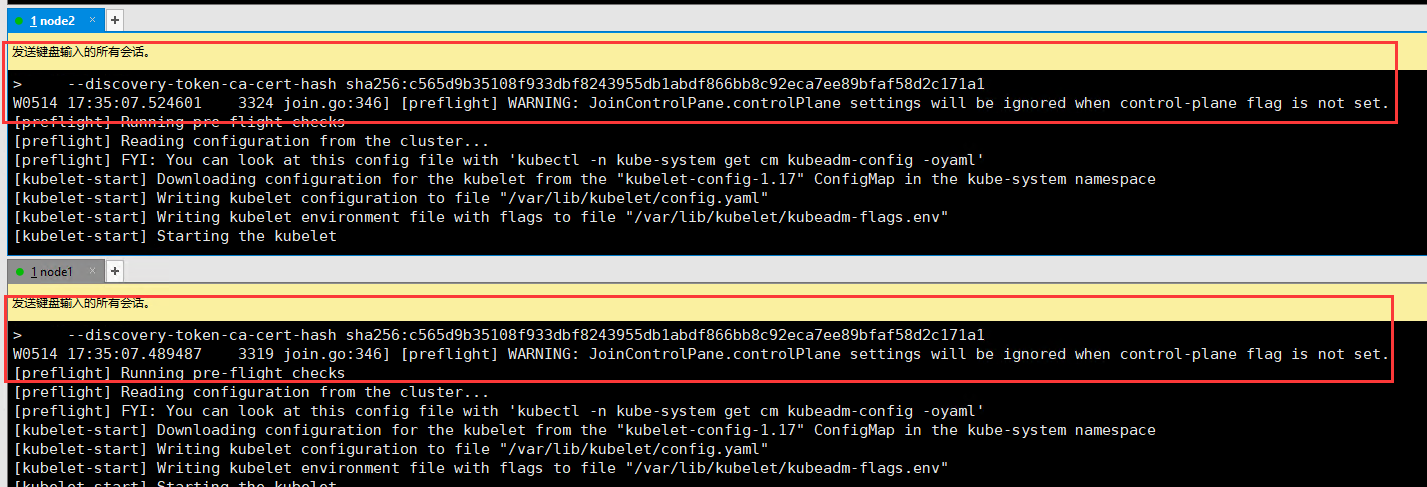 1 node2 × +
发送键盘输入的所有会话。
>     --discovery-token-ca-cert-hash sha256:c565d9b35108f933dbf8243955db1abdf866bb8c92eca7ee89bfaf58d2c171a1
W0514 17:35:07.524601    3324 join.go:346] [preflight] WARNING: JoinControlPane.controlPlane settings will be ignored when control-plane flag is not set.
[preflight] Running pre-flight checks
[preflight] Reading configuration from the cluster...
[preflight] FYI: You can look at this config file with 'kubectl -n kube-system get cm kubeadm-config -oyaml'
[kubelet-start] Downloading configuration for the kubelet from the "kubelet-config-1.17" ConfigMap in the kube-system namespace
[kubelet-start] Writing kubelet configuration to file "/var/lib/kubelet/config.yaml"
[kubelet-start] Writing kubelet environment file with flags to file "/var/lib/kubelet/kubeadm-flags.env"
[kubelet-start] Starting the kubelet
1 node1 × +
发送键盘输入的所有会话。
>     --discovery-token-ca-cert-hash sha256:c565d9b35108f933dbf8243955db1abdf866bb8c92eca7ee89bfaf58d2c171a1
W0514 17:35:07.489487    3319 join.go:346] [preflight] WARNING: JoinControlPane.controlPlane settings will be ignored when control-plane flag is not set.
[preflight] Running pre-flight checks
[preflight] Reading configuration from the cluster...
[preflight] FYI: You can look at this config file with 'kubectl -n kube-system get cm kubeadm-config -oyaml'
[kubelet-start] Downloading configuration for the kubelet from the "kubelet-config-1.17" ConfigMap in the kube-system namespace
[kubelet-start] Writing kubelet configuration to file "/var/lib/kubelet/config.yaml"
[kubelet-start] Writing kubelet environment file with flags to file "/var/lib/kubelet/kubeadm-flags.env"
[kubelet-start] Starting the kubelet